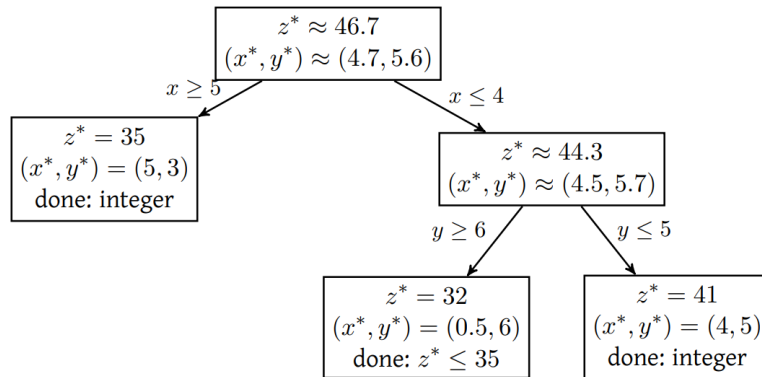 z* ≈ 46.7
(x*, y*) ≈ (4.7, 5.6)
x ≥ 5
x ≤ 4
z* = 35
(x*, y*) = (5, 3)
done: integer
z* ≈ 44.3
(x*, y*) ≈ (4.5, 5.7)
y ≥ 6
y ≤ 5
z* = 32
(x*, y*) = (0.5, 6)
done: z* ≤ 35
z* = 41
(x*, y*) = (4, 5)
done: integer